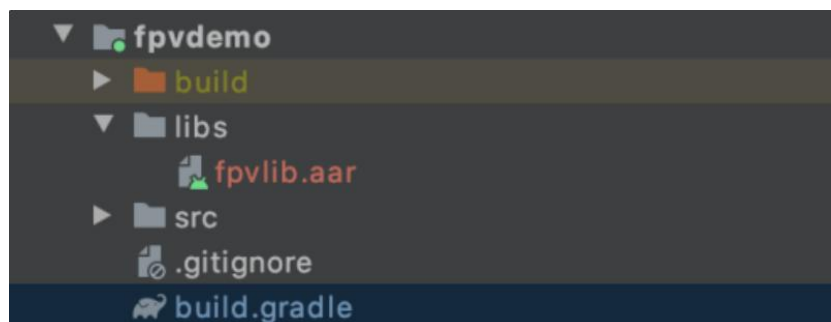 fpvdemo
build
libs
fpvlib.aar
src
.gitignore
build.gradle